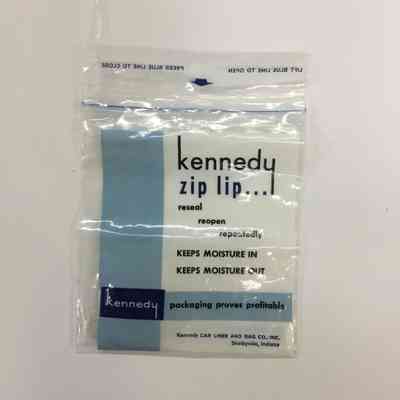 LIFT BLUE LINE TO OPEN PRESS BLUE LINE TO CLOSE
kennedy
zip lip...
reseal
reopen
repeatedly
KEEPS MOISTURE IN
KEEPS MOISTURE OUT
kennedy packaging proves profitable
Kennedy CAR LINER AND BAG CO., INC.
Shelbyville, Indiana